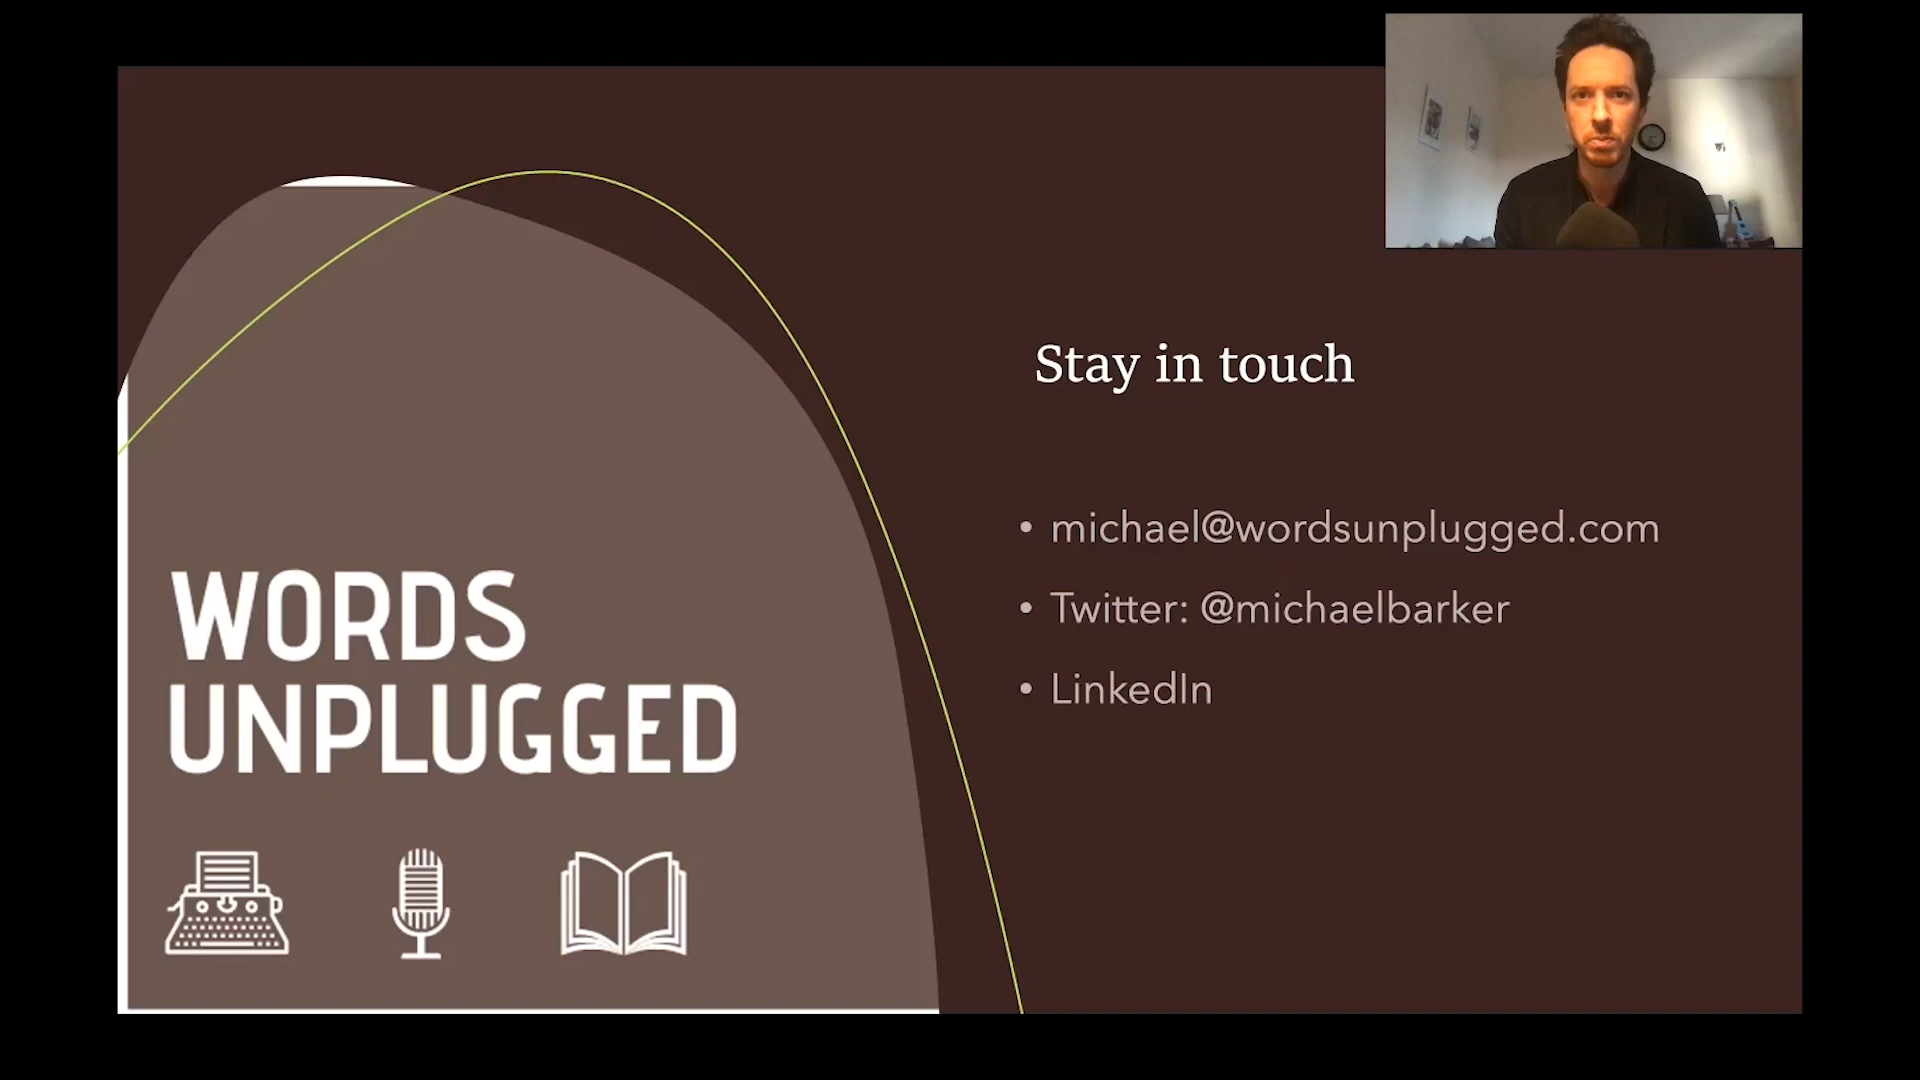 WORDS
UNPLUGGED
Stay in touch
• michael@wordsunplugged.com
• Twitter: @michaelbarker
• LinkedIn